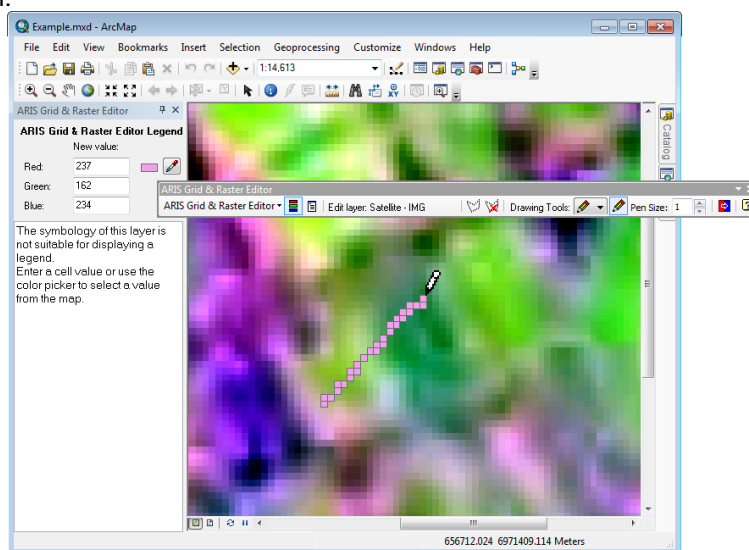 Example.mxd - ArcMap
File Edit View Bookmarks Insert Selection Geoprocessing Customize Windows Help
1:14,613
ARIS Grid & Raster Editor
ARIS Grid & Raster Editor Legend
New value:
Red: 237
Green: 162
Blue: 234
The symbology of this layer is
not suitable for displaying a
legend.
Enter a cell value or use the
color picker to select a value
from the map.
ARIS Grid & Raster Editor
ARIS Grid & Raster Editor Edit layer: Satellite - IMG Drawing Tools: Pen Size: 1
Catalog
656712.024 6971409.114 Meters